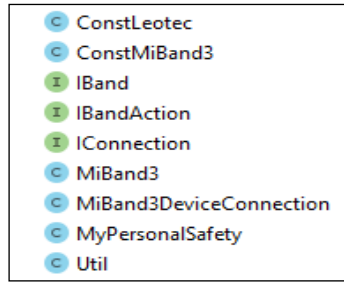 C ConstLeotec
C ConstMiBand3
I IBand
I IBandAction
I IConnection
C MiBand3
C MiBand3DeviceConnection
C MyPersonalSafety
C Util